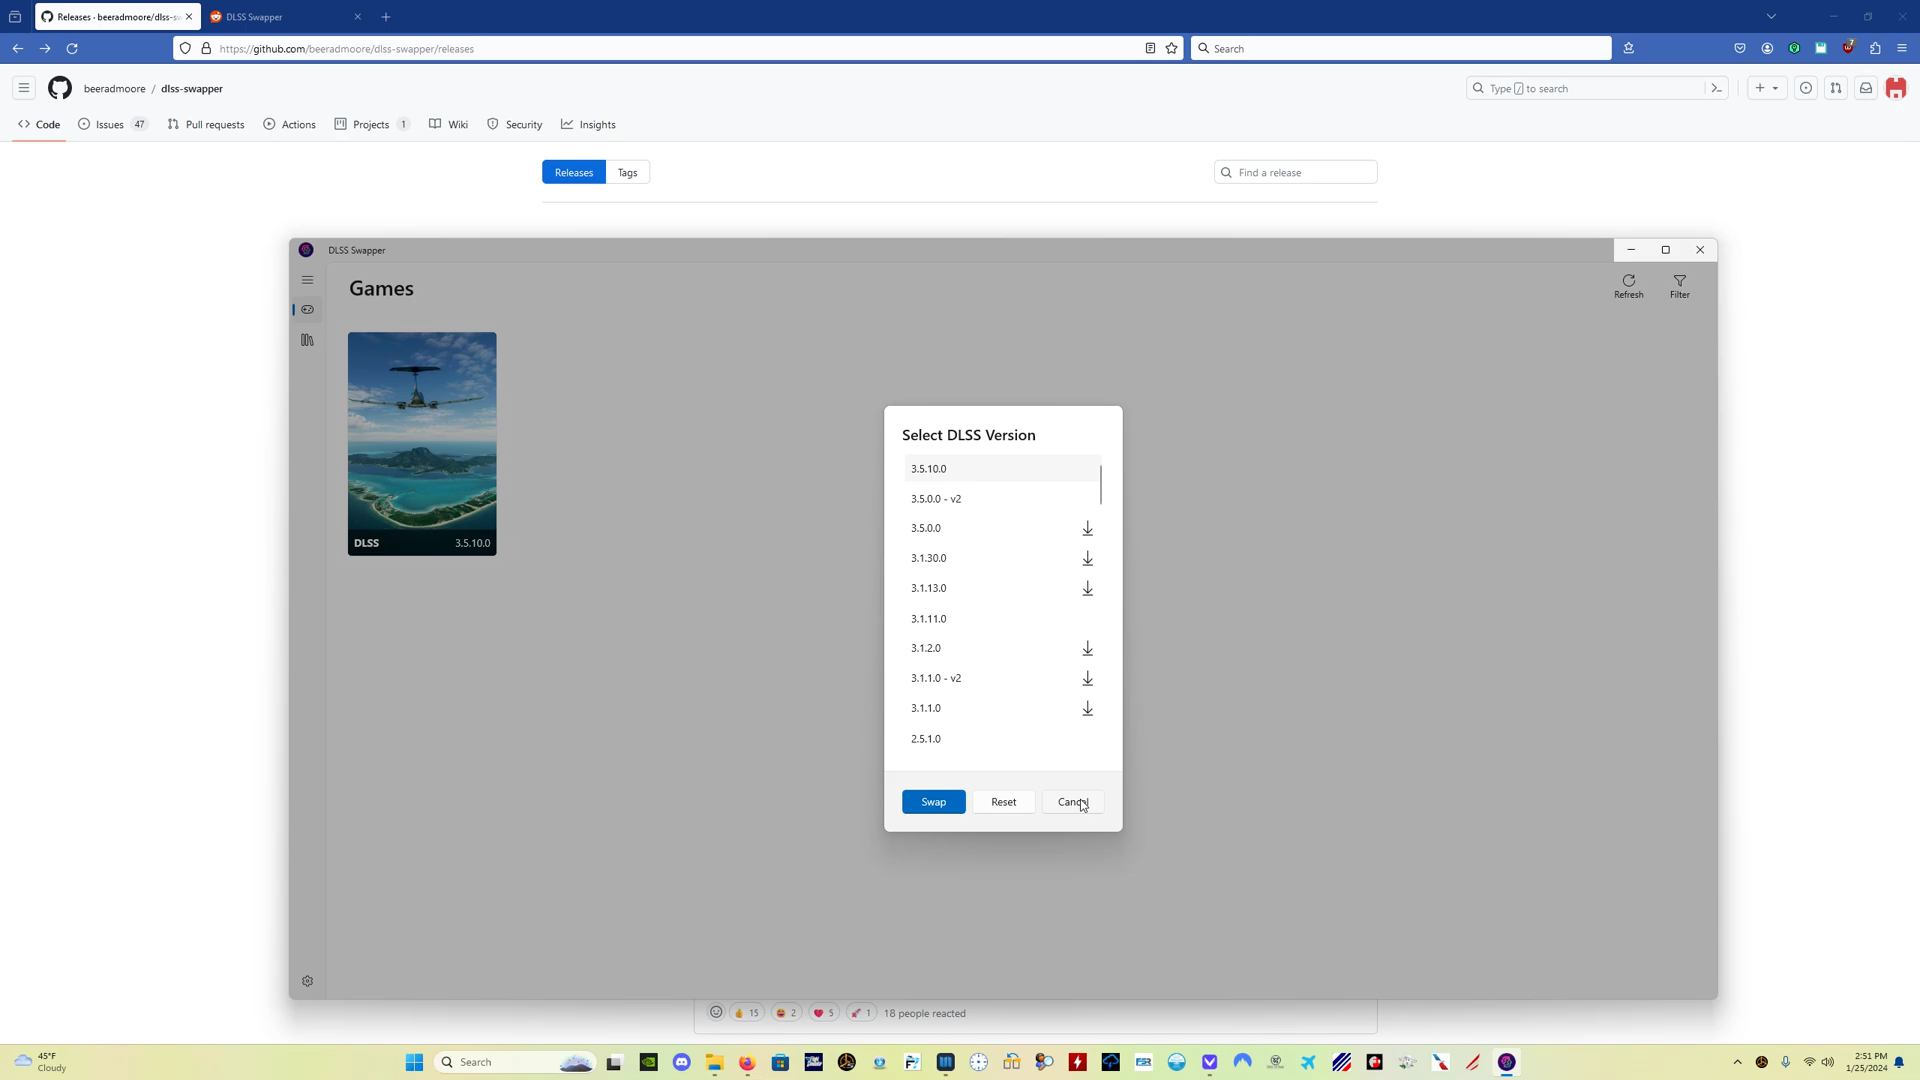 Releases · beeradmoore/dlss-sw
DLSS Swapper
https://github.com/beeradmoore/dlss-swapper/releases
Search
7
beeradmoore / dlss-swapper
Type / to search
Code
Issues 47
Pull requests
Actions
Projects 1
Wiki
Security
Insights
Releases
Tags
Find a release
DLSS Swapper
Games
Refresh
Filter
DLSS 3.5.10.0
Select DLSS Version
3.5.10.0
3.5.0.0 - v2
3.5.0.0
3.1.30.0
3.1.13.0
3.1.11.0
3.1.2.0
3.1.1.0 - v2
3.1.1.0
2.5.1.0
Swap
Reset
Cancel
15
2
5
1
18 people reacted
45°F
Cloudy
Search
FSR
2:51 PM
1/25/2024